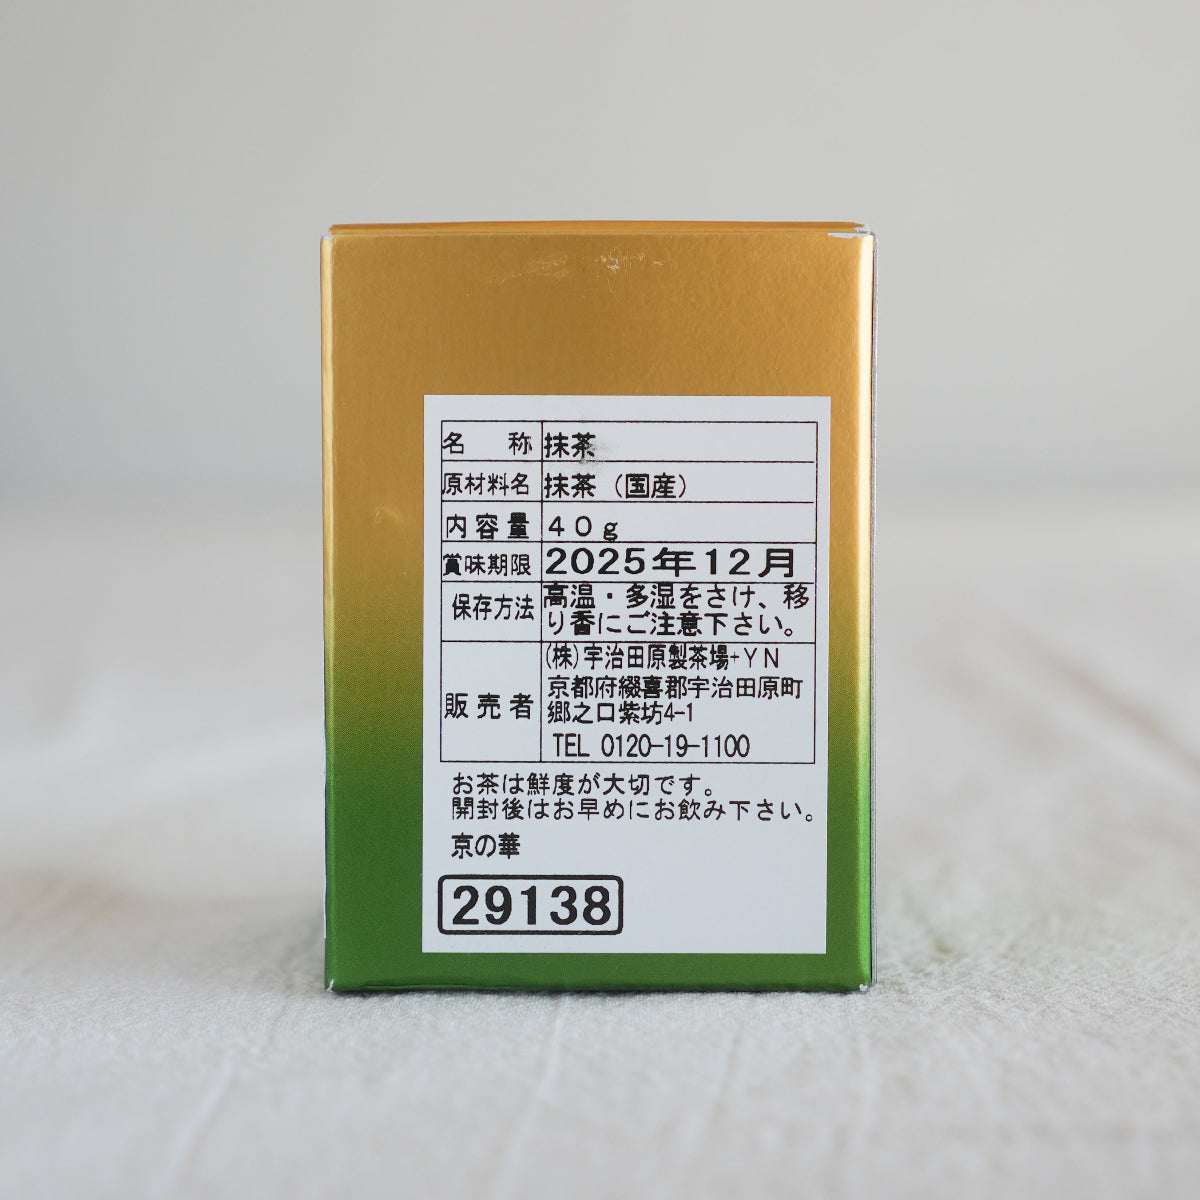 名 称 抹茶
原材料名 抹茶（国産）
内容量 40g
賞味期限 2025年12月
保存方法 高温・多湿をさけ、移
り香にご注意下さい。
販売者 (株)宇治田原製茶場+YN
京都府綴喜郡宇治田原町
郷之口紫坊4-1
TEL 0120-19-1100
お茶は鮮度が大切です。
開封後はお早めにお飲み下さい。
京の華
29138